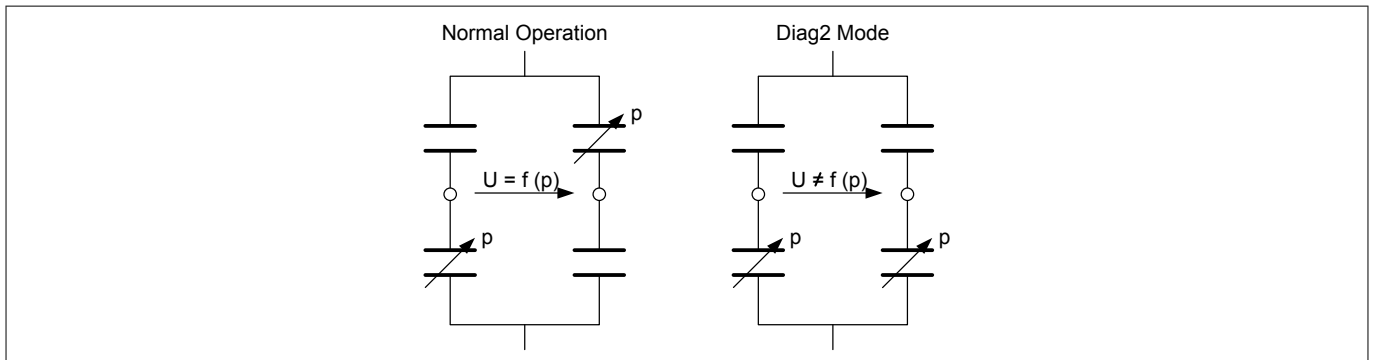 Normal Operation
Diag2 Mode
p
U = f (p)
U ≠ f (p)
p
p
p